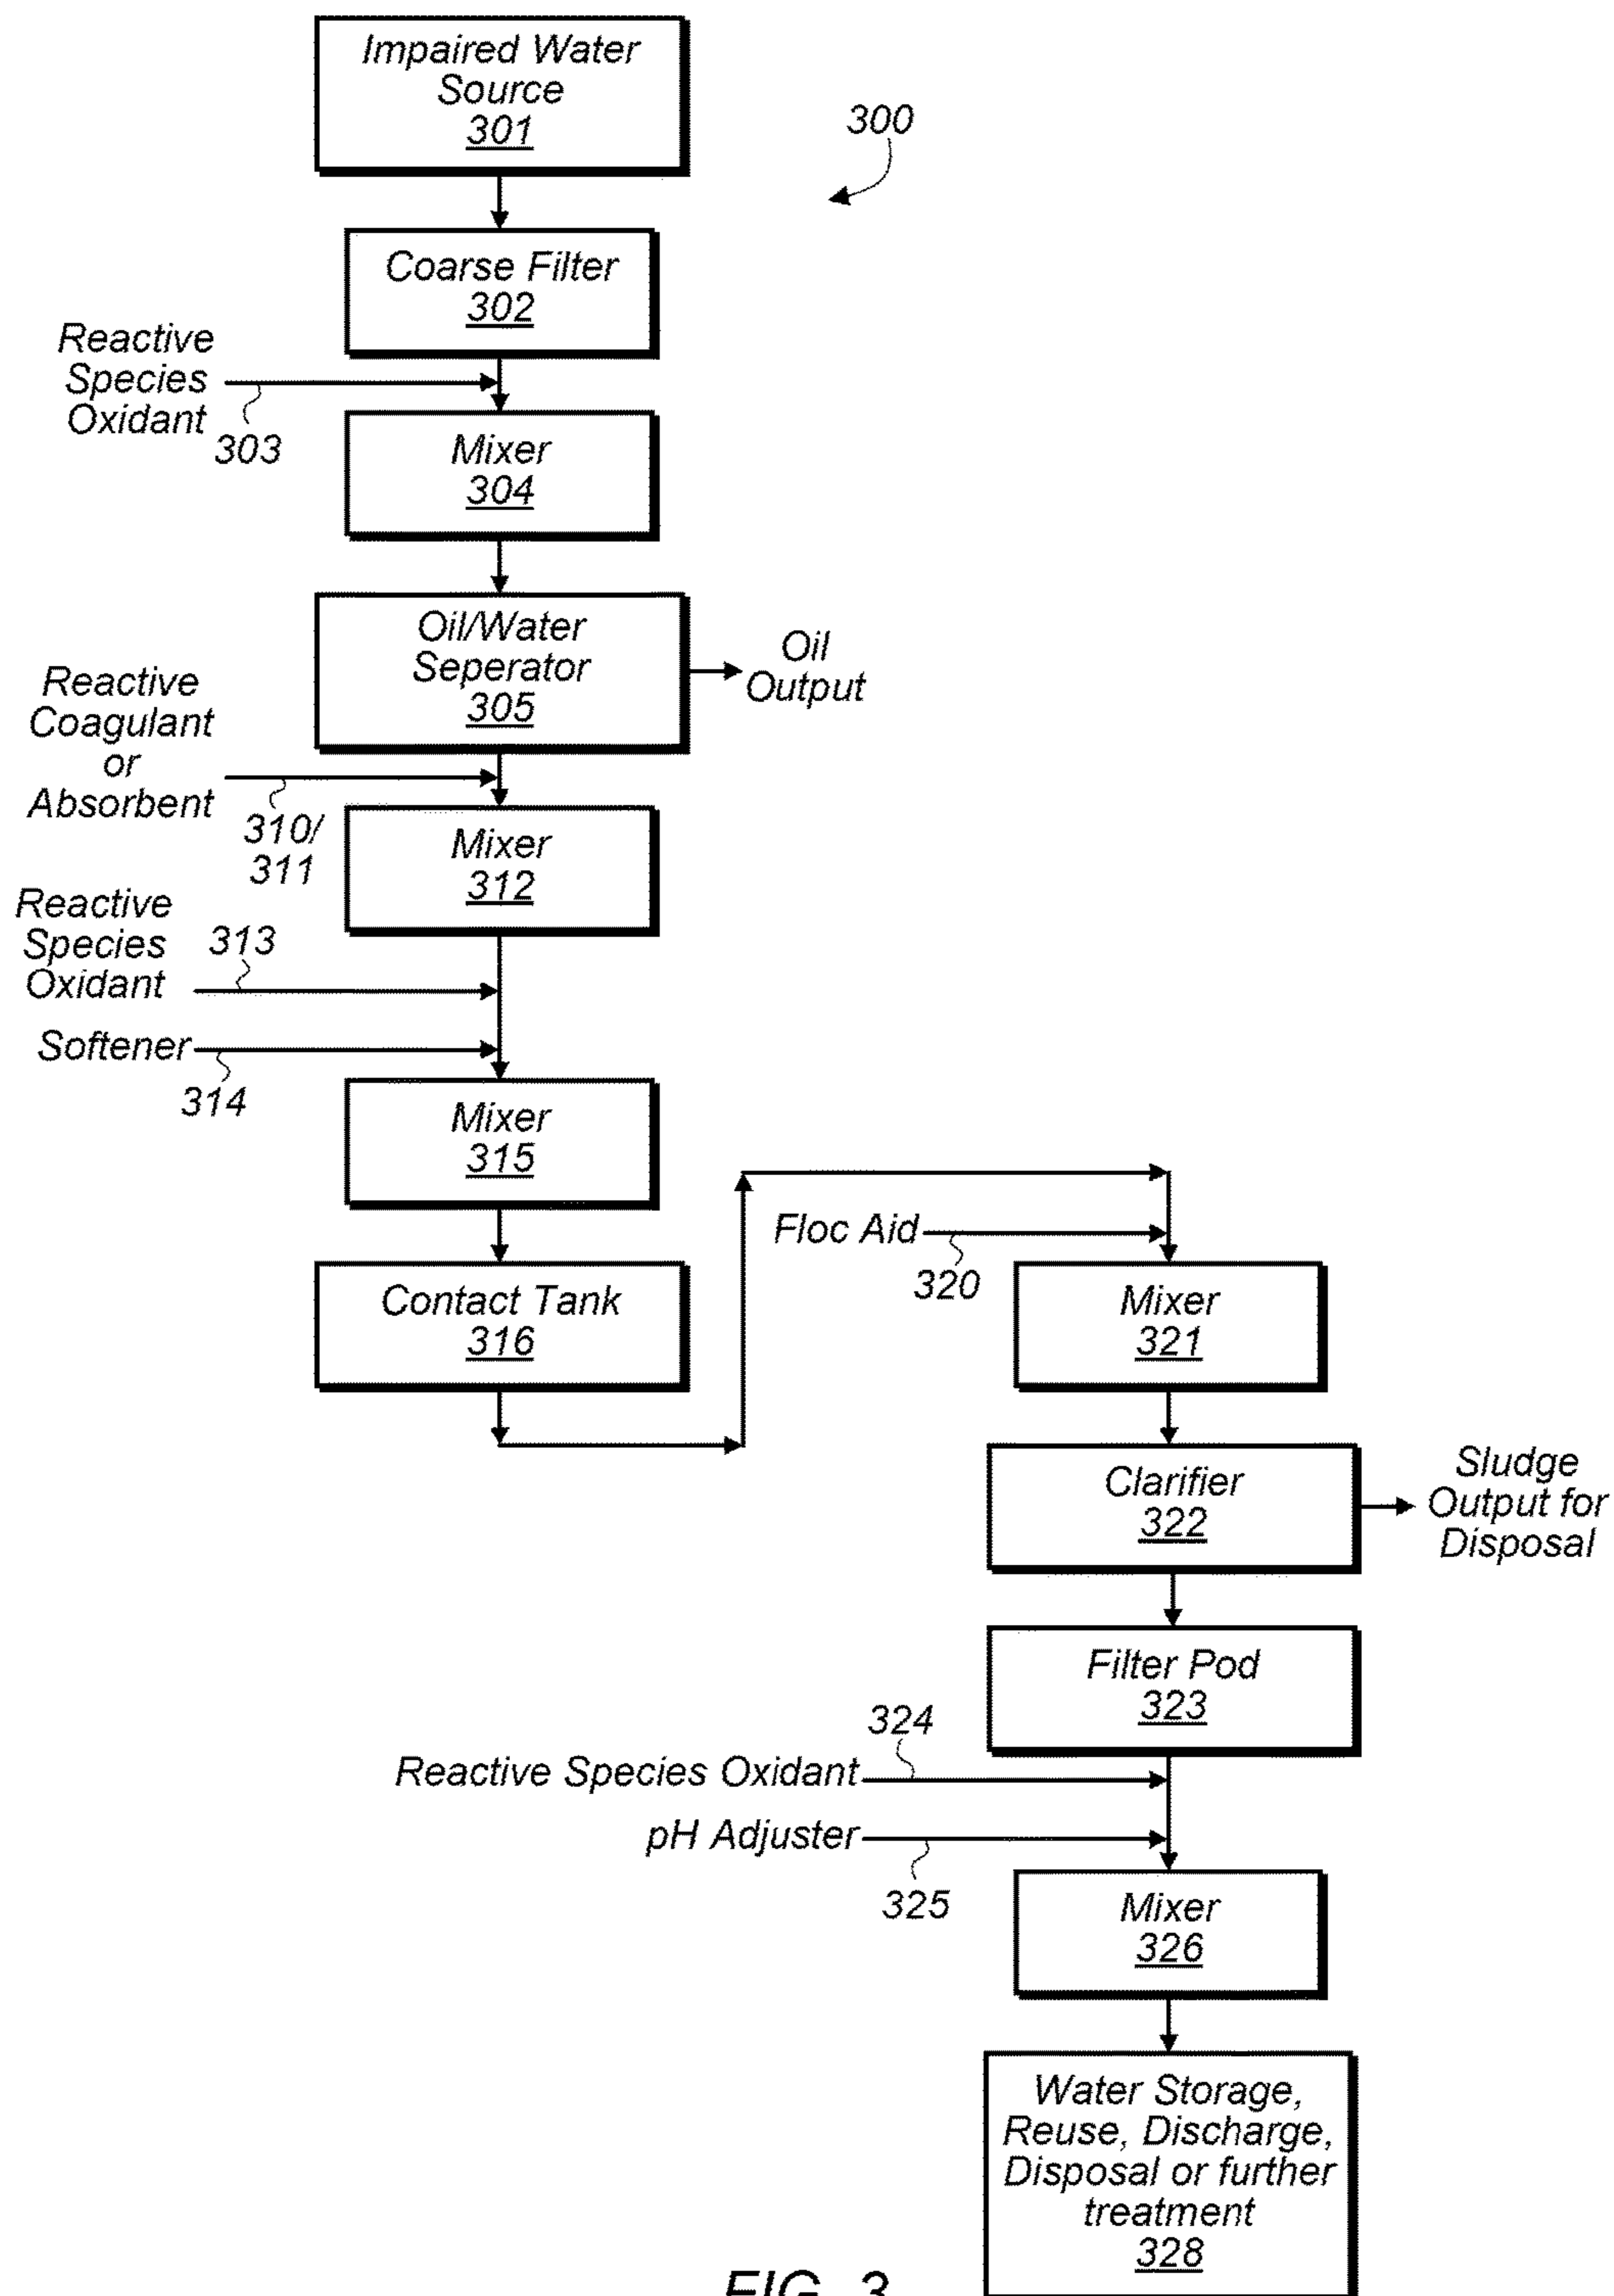 Impaired Water
Source
301
300
Coarse Filter
302
Reactive
Species
Oxidant
303
Mixer
304
Oil/Water
Seperator
305
Oil
Output
Reactive
Coagulant
or
Absorbent
310/
311
Mixer
312
Reactive
Species
Oxidant
313
Softener
314
Mixer
315
Contact Tank
316
Floc Aid
320
Mixer
321
Clarifier
322
Sludge
Output for
Disposal
Filter Pod
323
324
Reactive Species Oxidant
pH Adjuster
325
Mixer
326
Water Storage,
Reuse, Discharge,
Disposal or further
treatment
328
FIG. 3